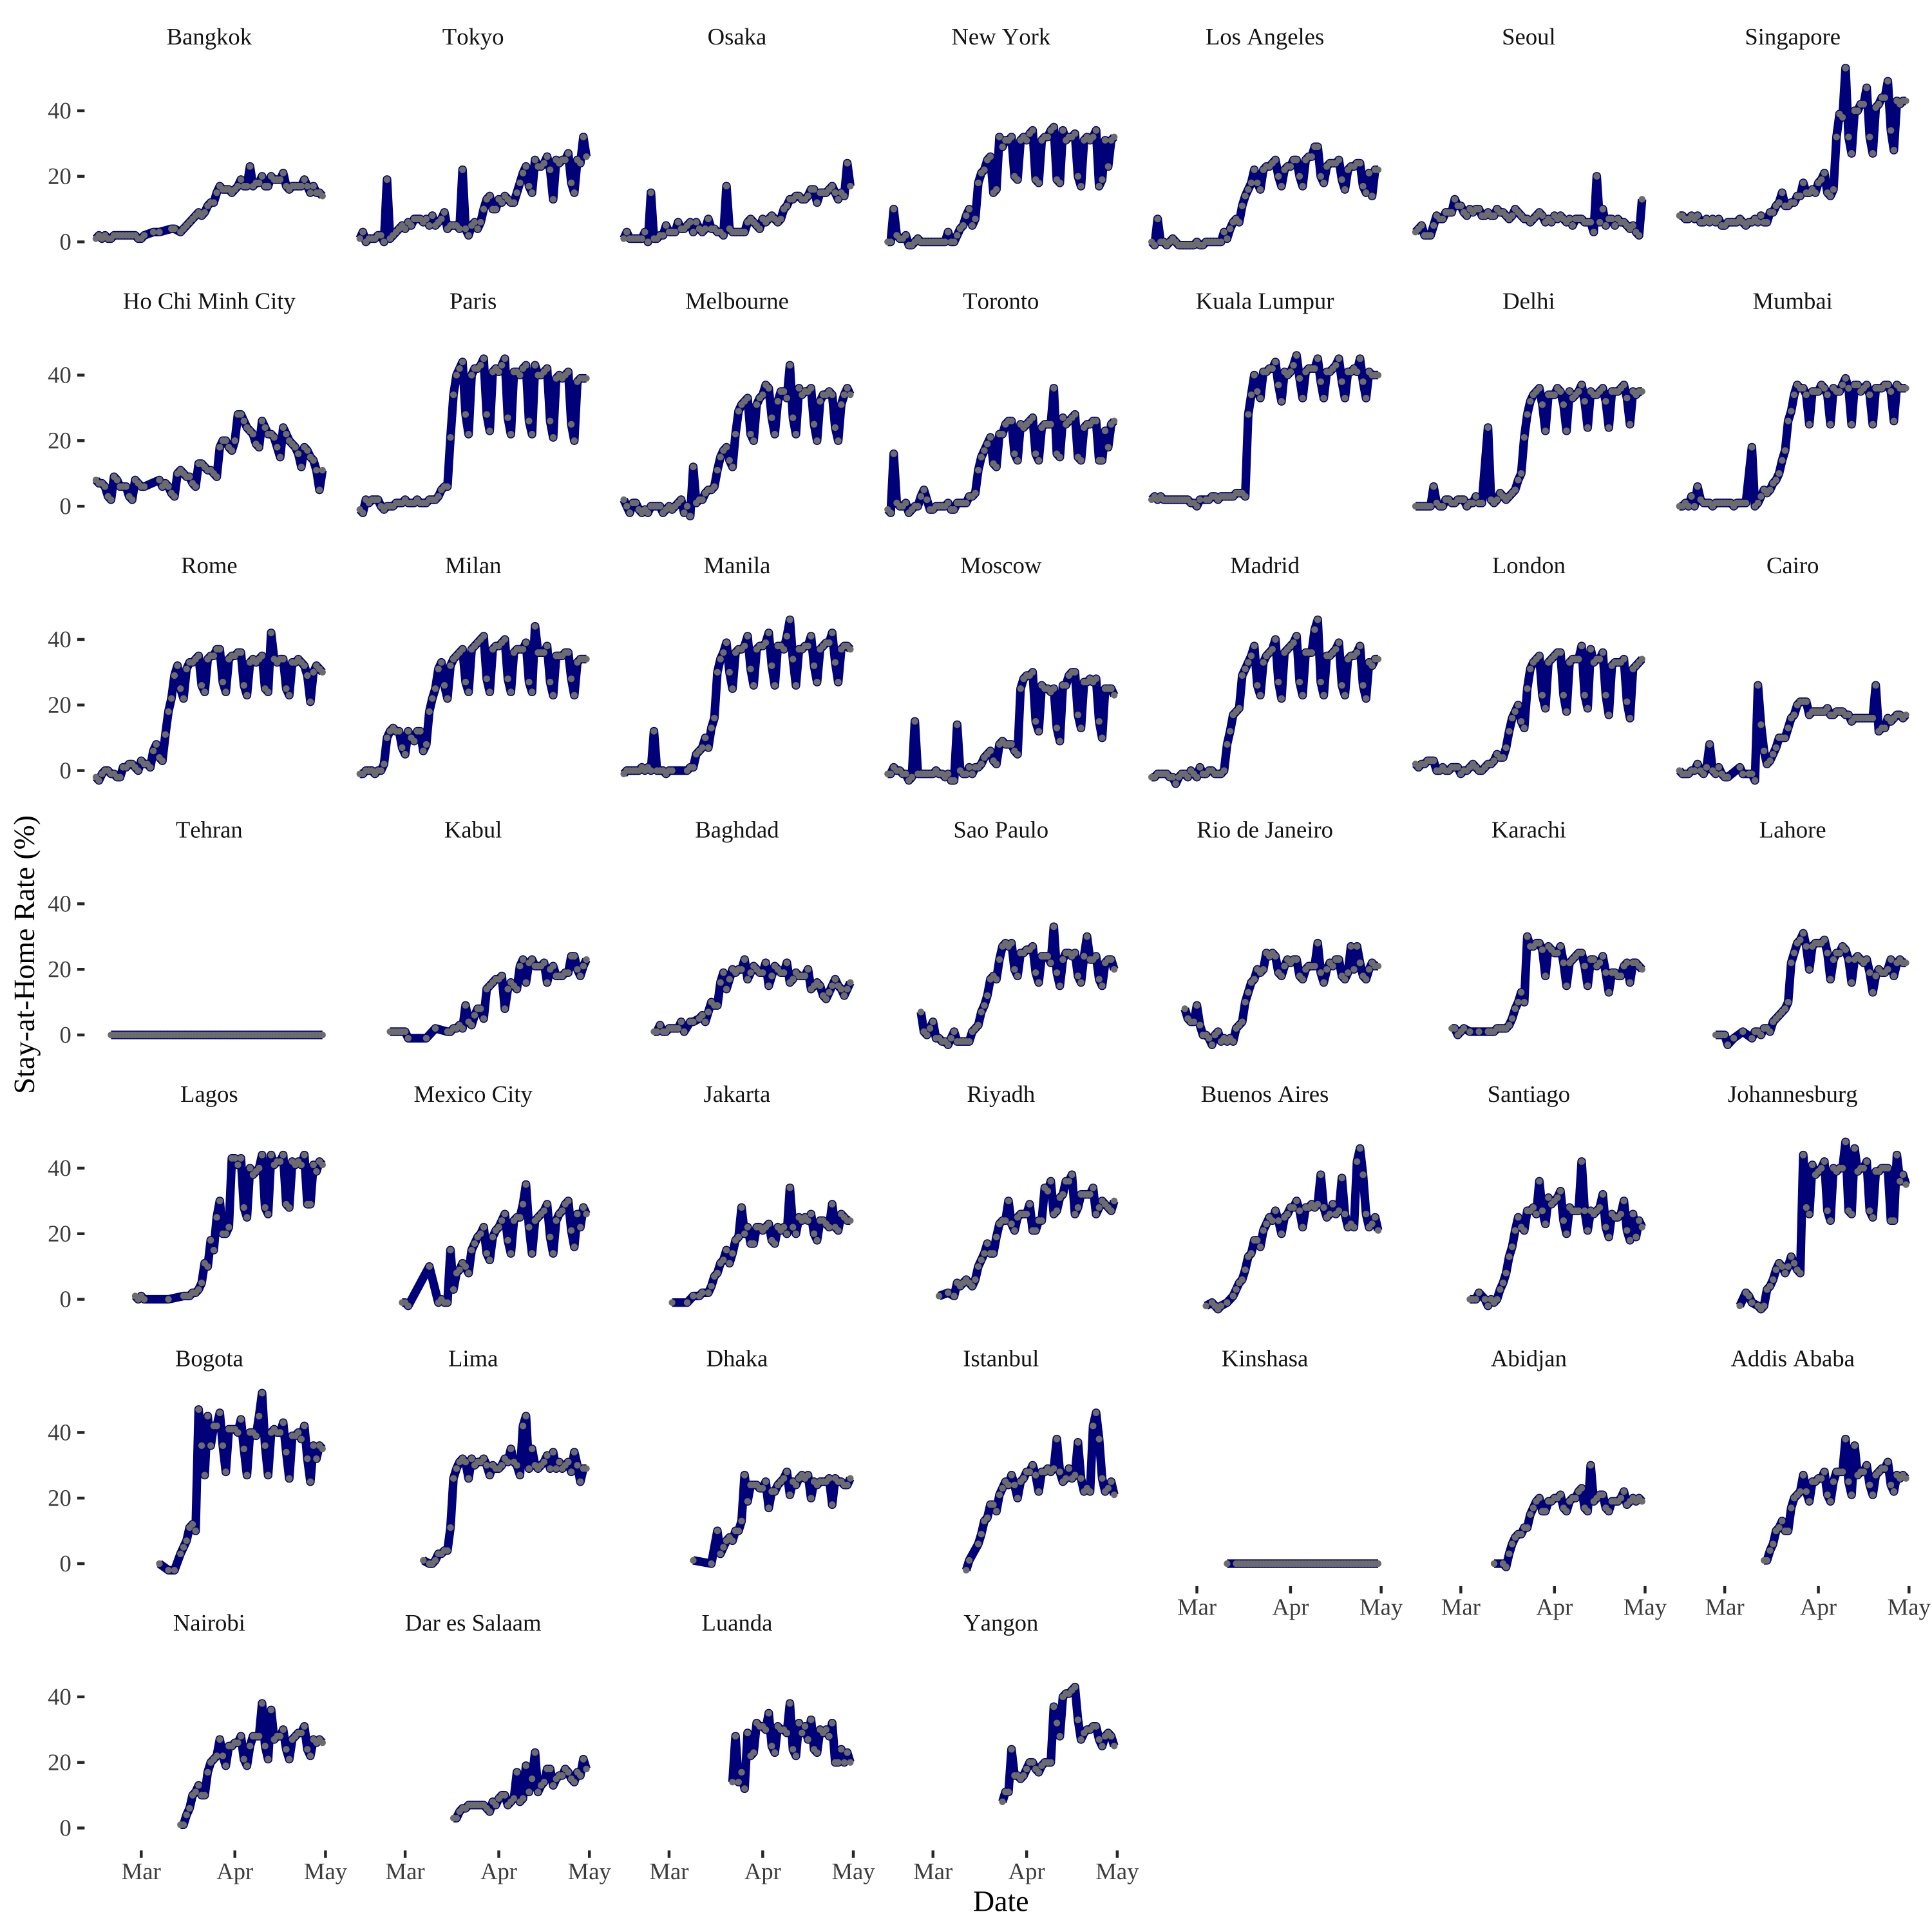 Bangkok Tokyo Osaka New York Los Angeles Seoul Singapore
40
20
0
Ho Chi Minh City Paris Melbourne Toronto Kuala Lumpur Delhi Mumbai
40
20
0
Rome Milan Manila Moscow Madrid London Cairo
40
20
0
Stay-at-Home Rate (%)
Tehran Kabul Baghdad Sao Paulo Rio de Janeiro Karachi Lahore
40
20
0
Lagos Mexico City Jakarta Riyadh Buenos Aires Santiago Johannesburg
40
20
0
Bogota Lima Dhaka Istanbul Kinshasa Abidjan Addis Ababa
40
20
0
Mar Apr May Mar Apr May Mar Apr May
Nairobi Dar es Salaam Luanda Yangon
40
20
0
Mar Apr May Mar Apr May Mar Apr May Mar Apr May
Date